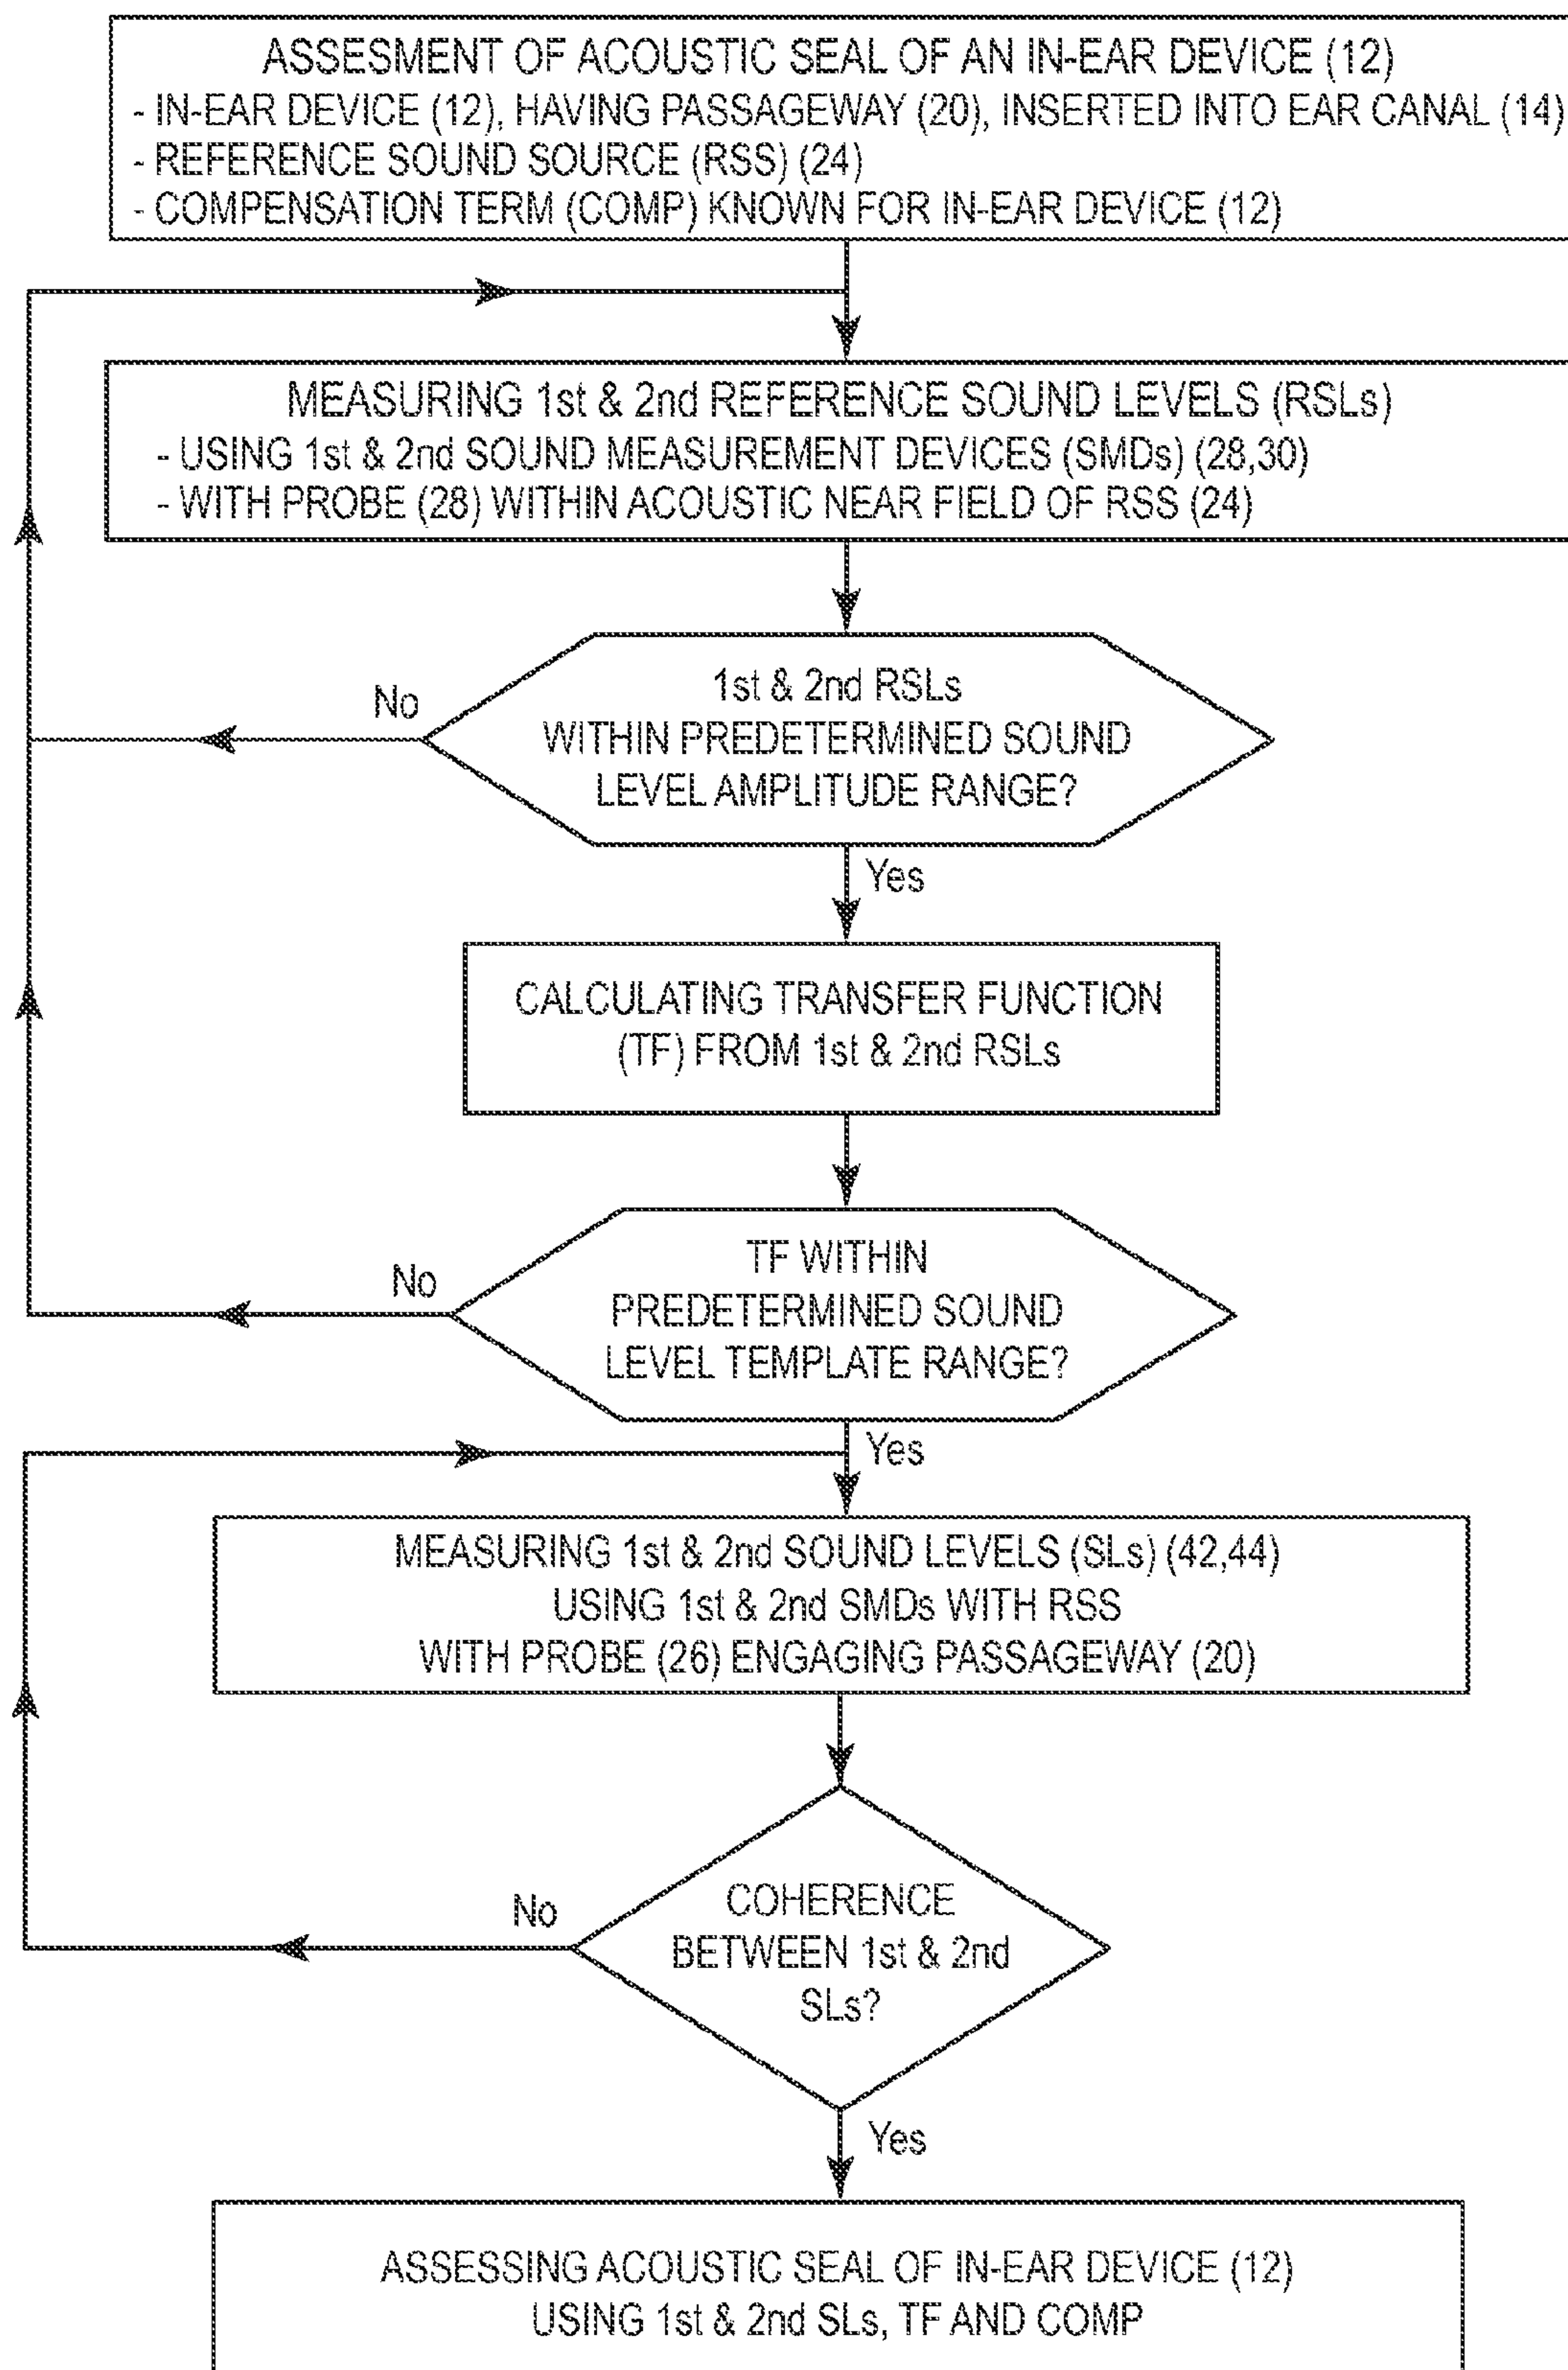 ASSESMENT OF ACOUSTIC SEAL OF AN IN-EAR DEVICE (12)
- IN-EAR DEVICE (12), HAVING PASSAGEWAY (20), INSERTED INTO EAR CANAL (14)
- REFERENCE SOUND SOURCE (RSS) (24)
- COMPENSATION TERM (COMP) KNOWN FOR IN-EAR DEVICE (12)
MEASURING 1st & 2nd REFERENCE SOUND LEVELS (RSLs)
- USING 1st & 2nd SOUND MEASUREMENT DEVICES (SMDs) (28,30)
- WITH PROBE (28) WITHIN ACOUSTIC NEAR FIELD OF RSS (24)
No
1st & 2nd RSLs
WITHIN PREDETERMINED SOUND
LEVEL AMPLITUDE RANGE?
Yes
CALCULATING TRANSFER FUNCTION
(TF) FROM 1st & 2nd RSLs
No
TF WITHIN
PREDETERMINED SOUND
LEVEL TEMPLATE RANGE?
Yes
MEASURING 1st & 2nd SOUND LEVELS (SLs) (42,44)
USING 1st & 2nd SMDs WITH RSS
WITH PROBE (26) ENGAGING PASSAGEWAY (20)
No
COHERENCE
BETWEEN 1st & 2nd
SLs?
Yes
ASSESSING ACOUSTIC SEAL OF IN-EAR DEVICE (12)
USING 1st & 2nd SLs, TF AND COMP